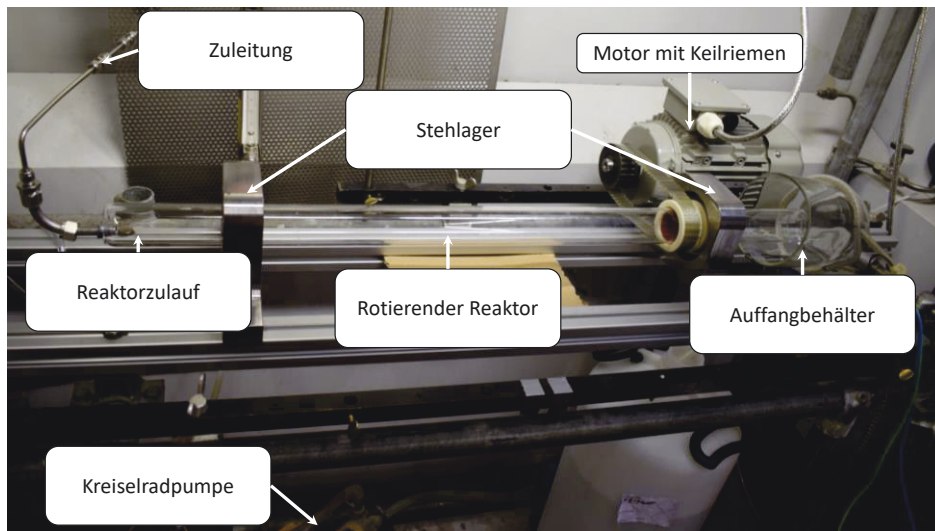 Zuleitung
Motor mit Keilriemen
Stehlager
Reaktorzulauf
Rotierender Reaktor
Auffangbehälter
Kreiselradpumpe